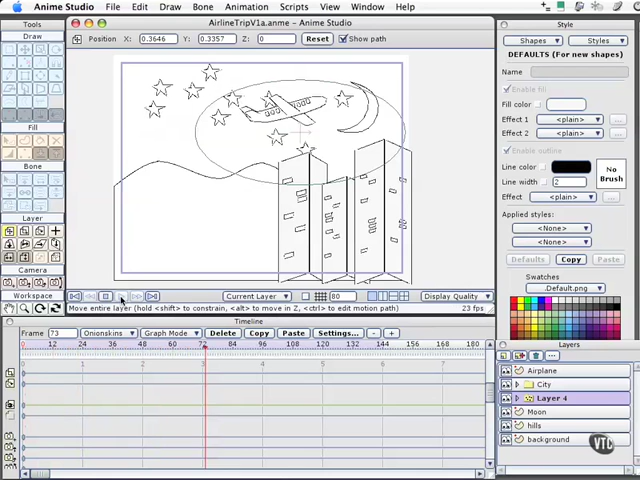 Anime Studio File Edit Draw Bone Animation Scripts View Window Help
Tools
AirlineTripV1a.anme - Anime Studio
Style
Draw
Position X: 0.3646 Y: 0.3357 Z: 0 Reset Show path
Shapes Styles
DEFAULTS (For new shapes)
Name
Enable fill
Fill color
Effect 1 <plain> ...
Effect 2 <plain> ...
Fill
Enable outline
Bone
Line color
No
Brush
Line width 2
Effect <plain> ...
Layer
Applied styles:
<None>
<None>
Defaults Copy Paste
Camera
Swatches
.Default.png
Workspace
Current Layer 80 Display Quality
Move entire layer (hold <shift> to constrain, <alt> to move in Z, <ctrl> to edit motion path) 23 fps
Timeline
Frame 73 Onionskins Graph Mode Delete Copy Paste Settings... - +
0 12 24 36 48 60 72 84 96 108 120 132 144 156 168 180
0 1 2 3 4 5 6 7
Layers
Airplane
City
Layer 4
Moon
hills
background
VTC